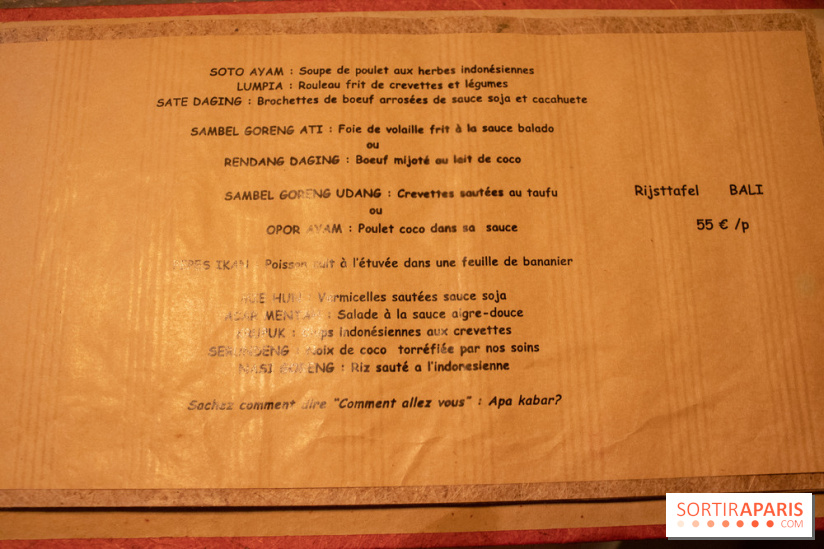 SOTO AYAM : Soupe de poulet aux herbes indonésiennes
LUMPIA : Rouleau frit de crevettes et légumes
SATE DAGING : Brochettes de boeuf arrosées de sauce soja et cacahuete
SAMBEL GORENG ATI : Foie de volaille frit à la sauce balado
ou
RENDANG DAGING : Boeuf mijoté au lait de coco
SAMBEL GORENG UDANG : Crevettes sautées au taufu
ou
OPOR AYAM : Poulet coco dans sa sauce
Rijsttafel BALI
55 € /p
IKAN : Poisson cuit à l'étuvée dans une feuille de bananier
: Vermicelles sautées sauce soja
: Salade à la sauce aigre-douce
: indonésiennes aux crevettes
: Noix de coco torréfiée par nos soins
NASI GORENG : Riz sauté a l'indonesienne
Sachez comment dire "Comment allez vous" : Apa kabar?
SORTIRAPARIS
.COM